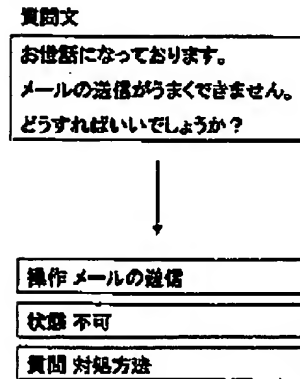 質問文
お世話になっております。
メールの送信がうまくできません。
どうすればいいでしょうか？
操作 メールの送信
状態 不可
質問 対処方法